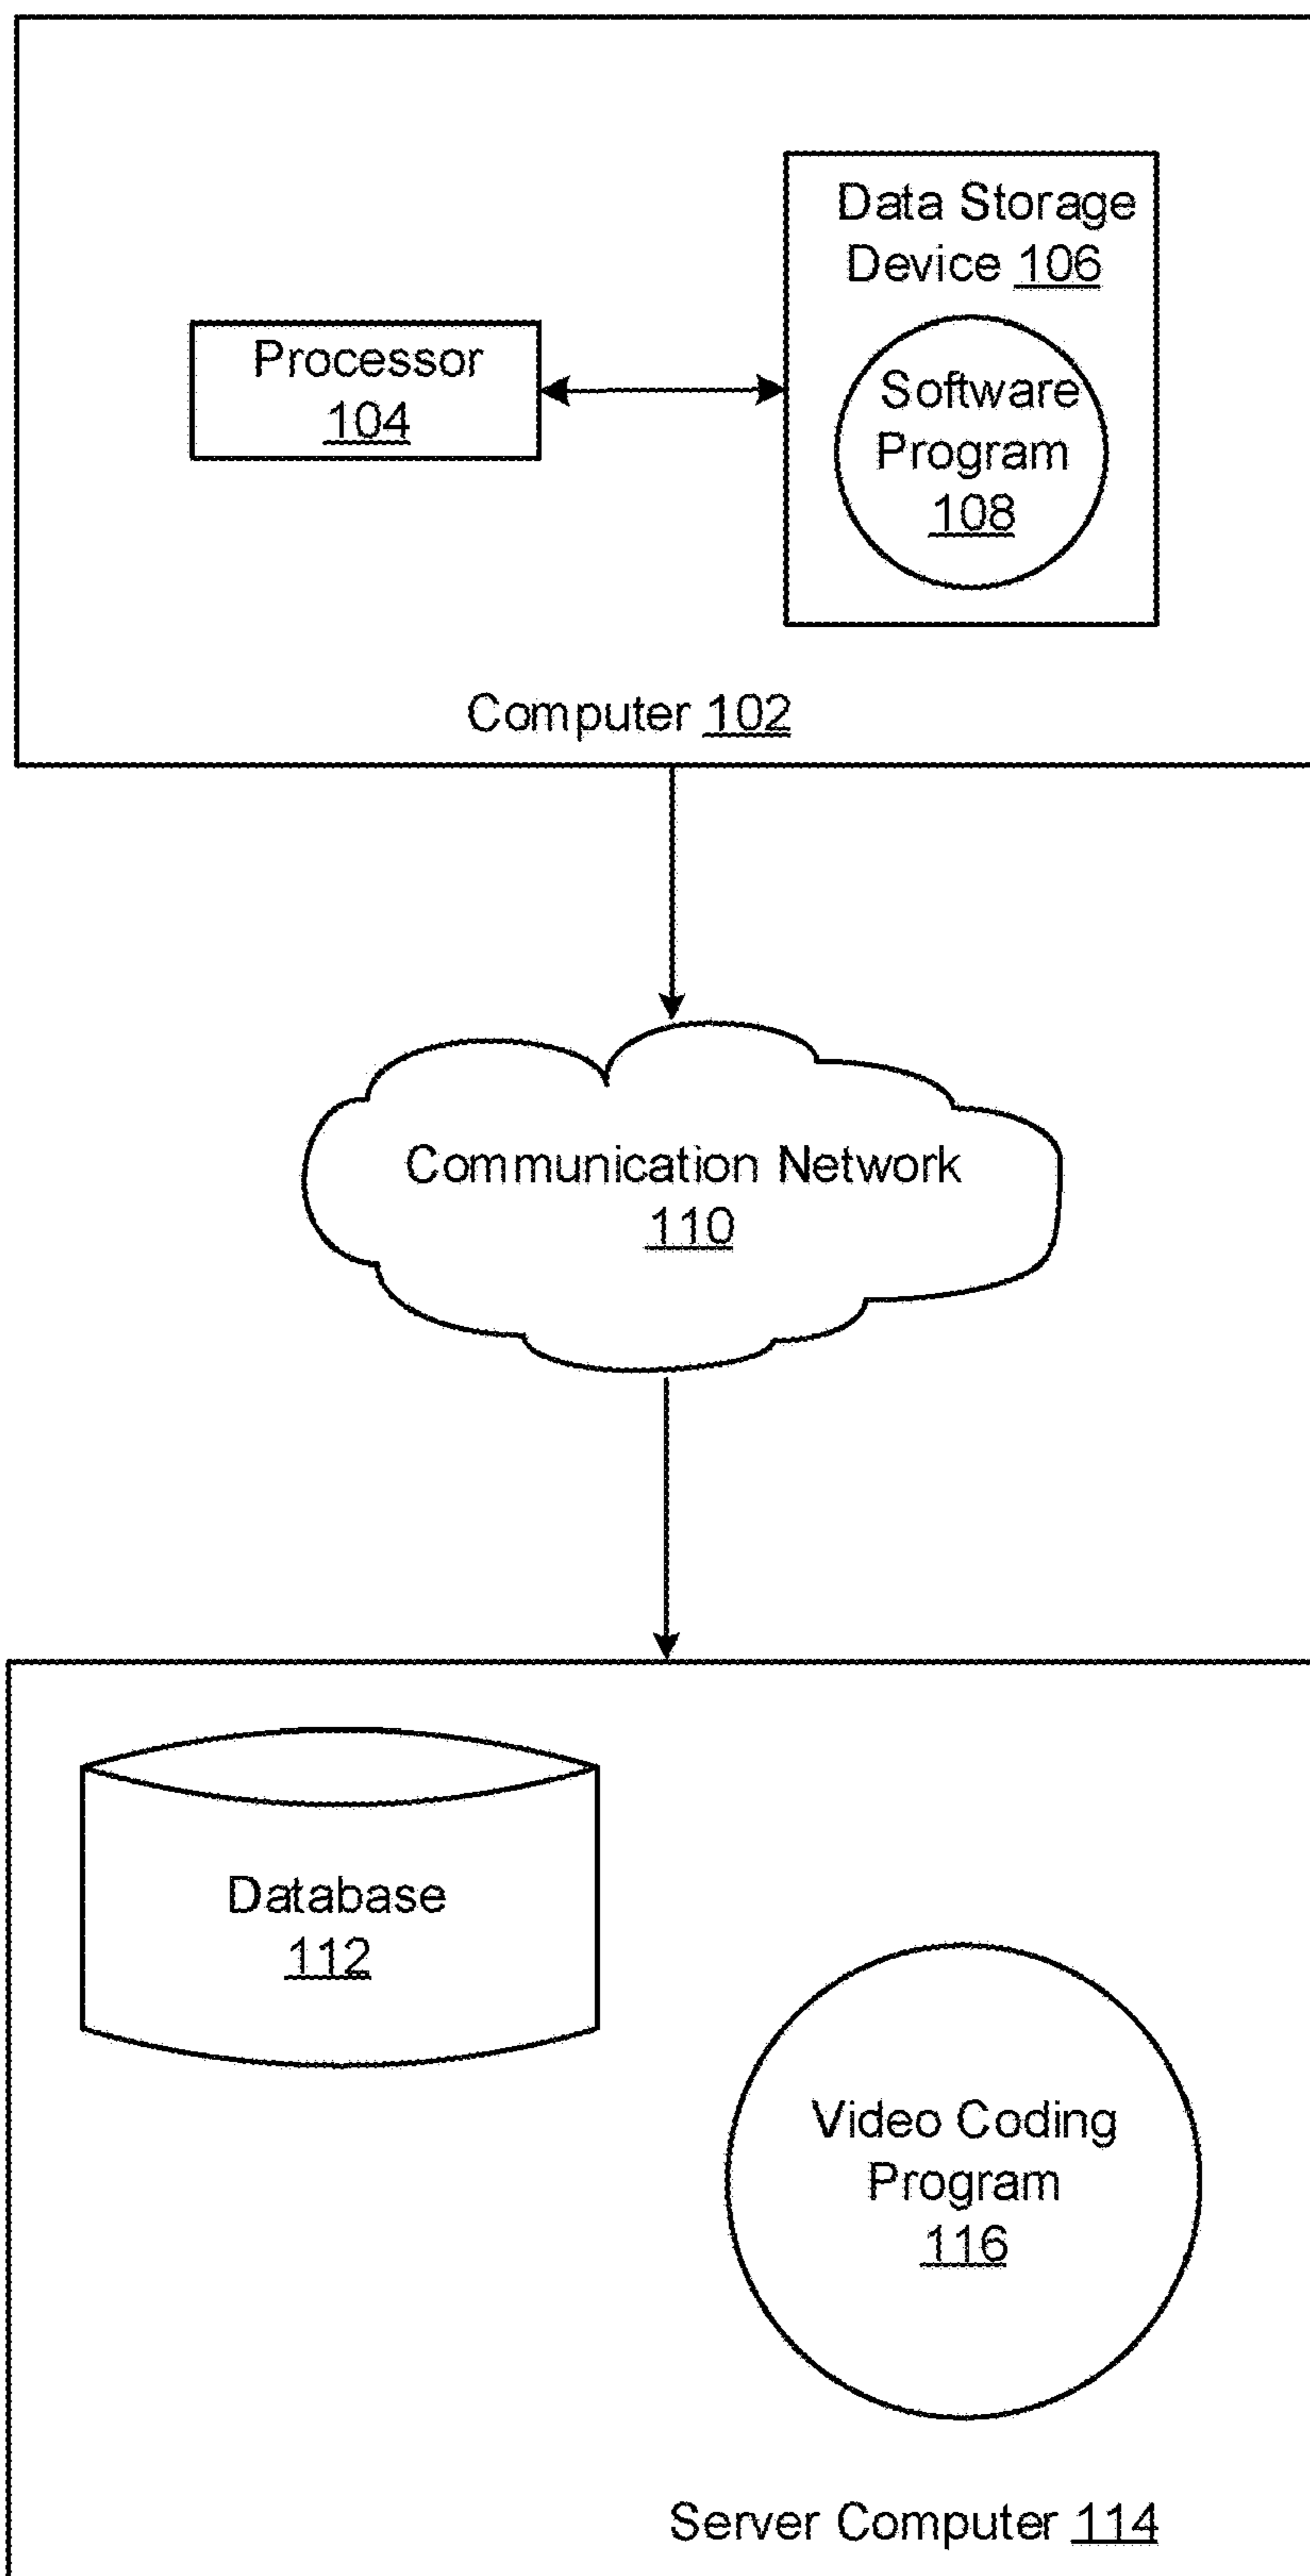 Data Storage
Device 106
Processor
104
Software
Program
108
Computer 102
Communication Network
110
Database
112
Video Coding
Program
116
Server Computer 114